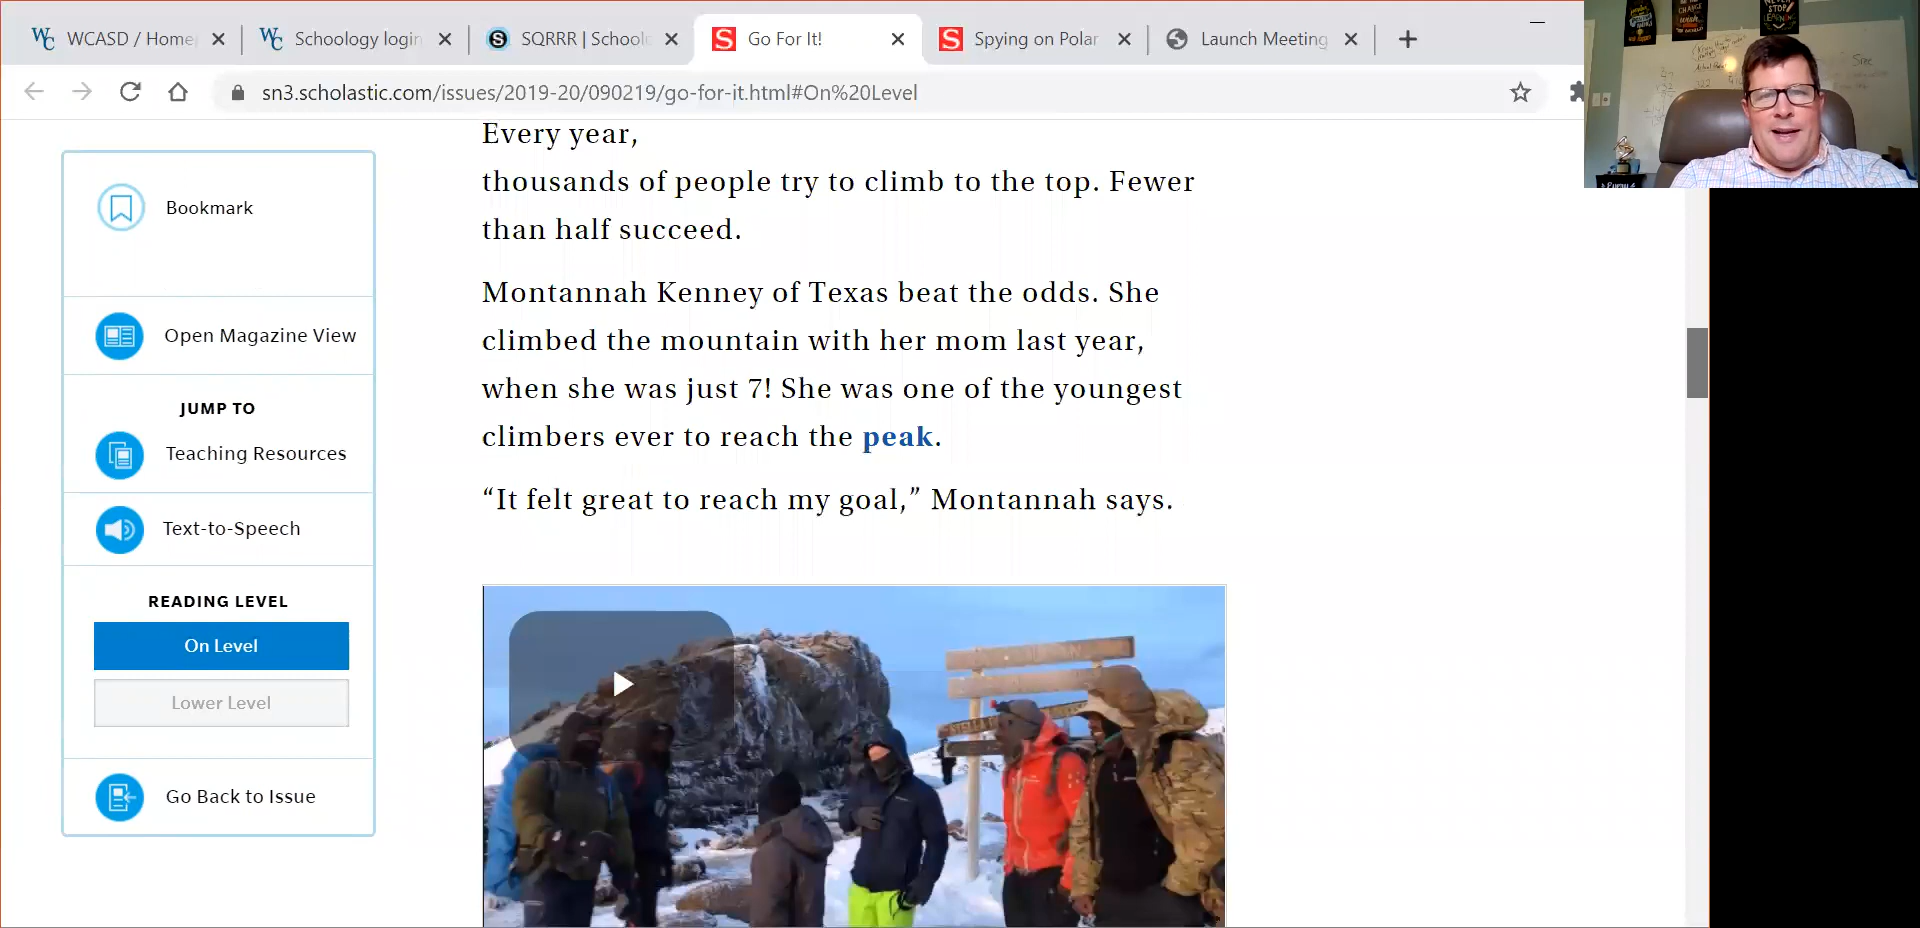 WCASD / Home
Schoology login
SQRRR | Schoolo
Go For It!
Spying on Polar
Launch Meeting
sn3.scholastic.com/issues/2019-20/090219/go-for-it.html#On%20Level
Bookmark
Open Magazine View
JUMP TO
Teaching Resources
Text-to-Speech
READING LEVEL
On Level
Lower Level
Go Back to Issue
Every year,
thousands of people try to climb to the top. Fewer
than half succeed.
Montannah Kenney of Texas beat the odds. She
climbed the mountain with her mom last year,
when she was just 7! She was one of the youngest
climbers ever to reach the peak.
“It felt great to reach my goal,” Montannah says.
NEVER
STOP
LEARNING
CHANGE